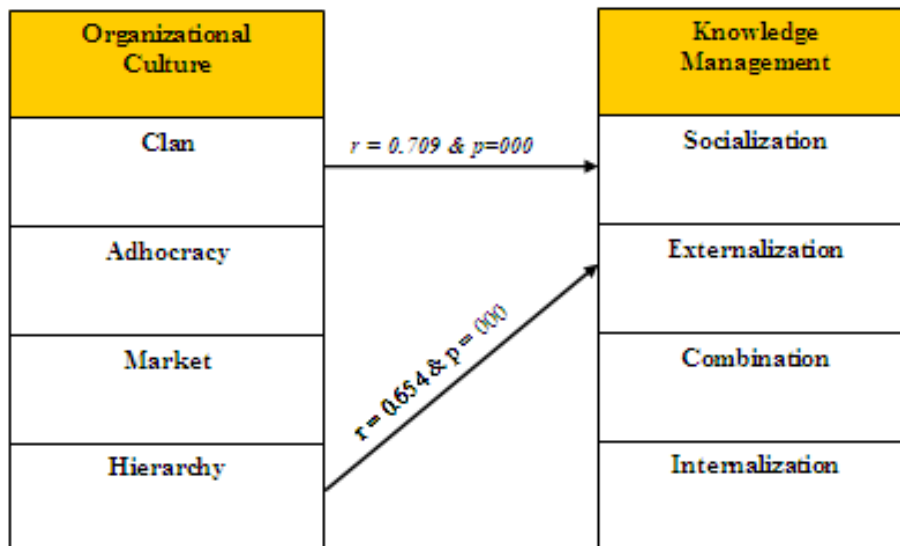 Organizational
Culture
Clan
Adhocracy
Market
Hierarchy
r = 0.709 & p=000
r = 0.654 & p = 000
Knowledge
Management
Socialization
Externalization
Combination
Internalization